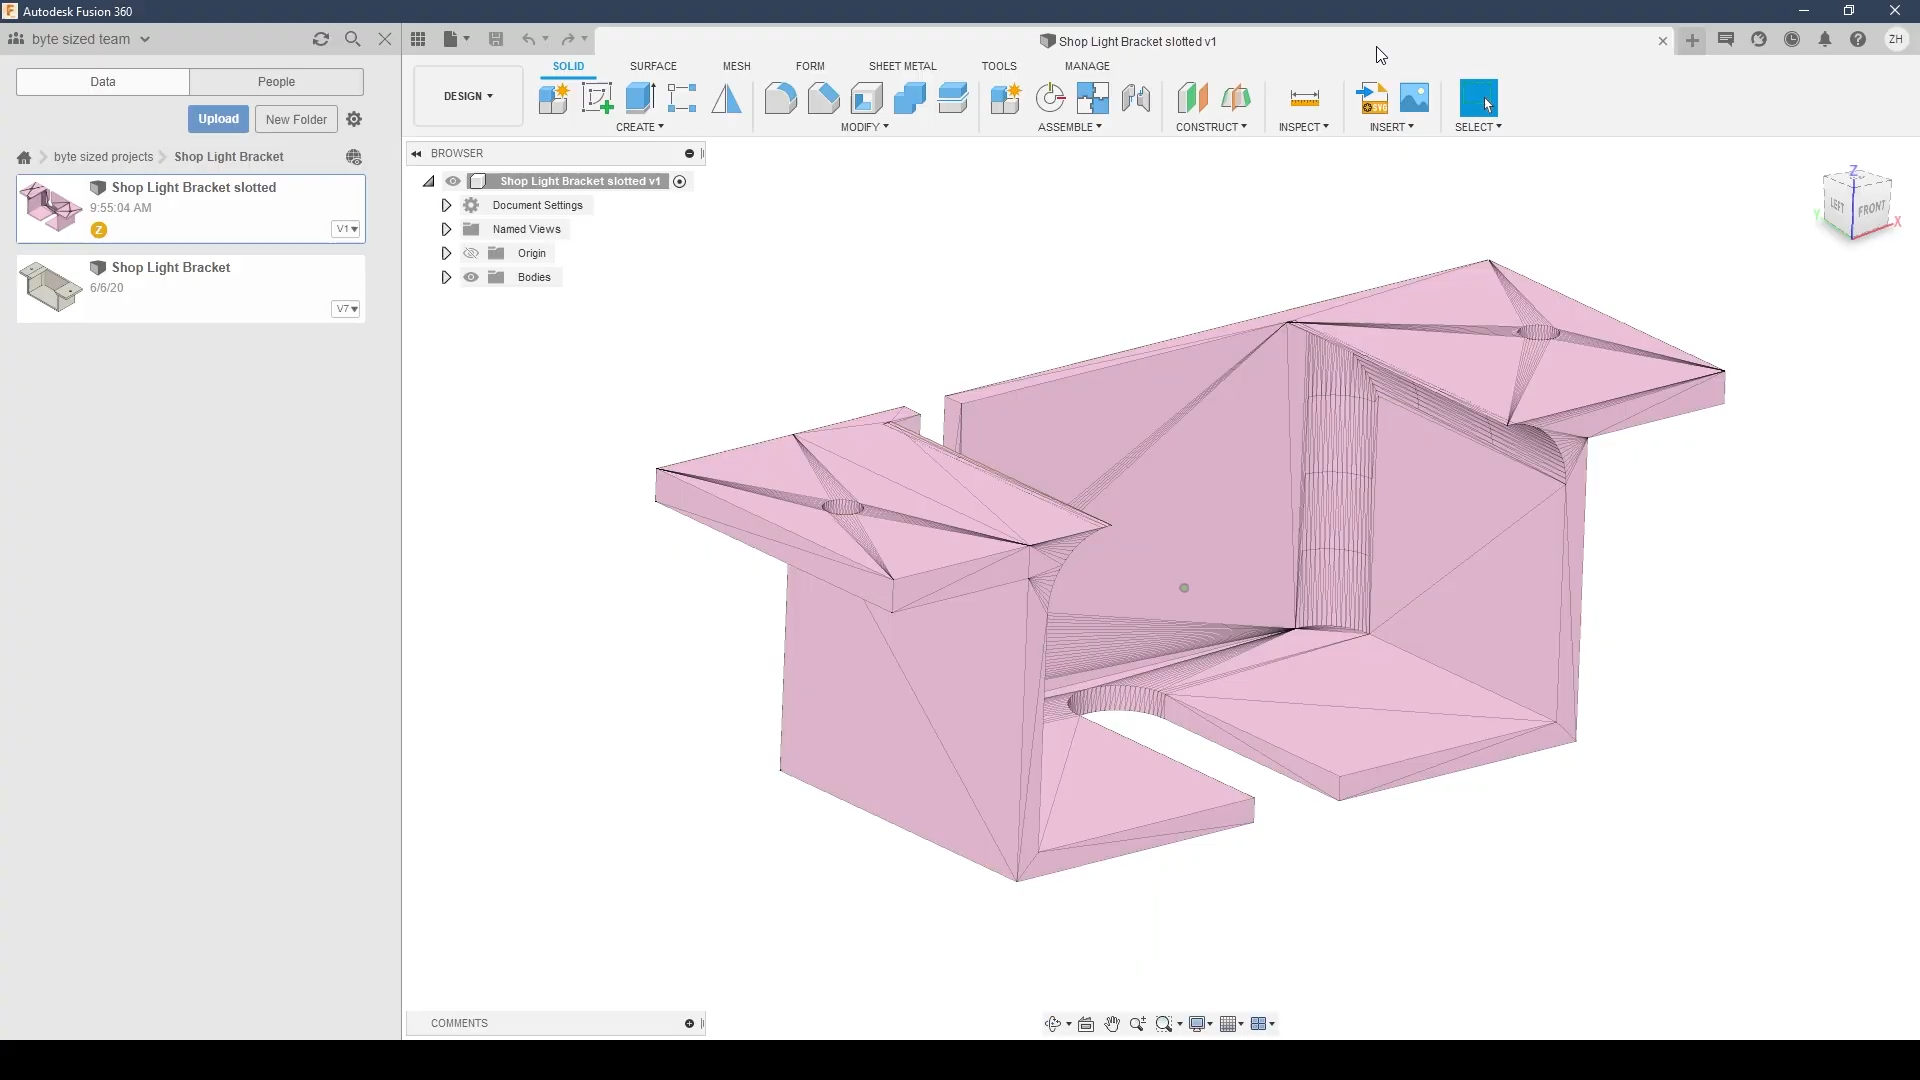 Autodesk Fusion 360
byte sized team
Shop Light Bracket slotted v1
ZH
Data
People
Upload
New Folder
byte sized projects
Shop Light Bracket
Shop Light Bracket slotted
9:55:04 AM
Z
V1
Shop Light Bracket
6/6/20
V7
DESIGN
SOLID
SURFACE
MESH
FORM
SHEET METAL
TOOLS
MANAGE
CREATE
MODIFY
ASSEMBLE
CONSTRUCT
INSPECT
INSERT
SVG
SELECT
BROWSER
Shop Light Bracket slotted v1
Document Settings
Named Views
Origin
Bodies
Z
LEFT
FRONT
Y
X
COMMENTS